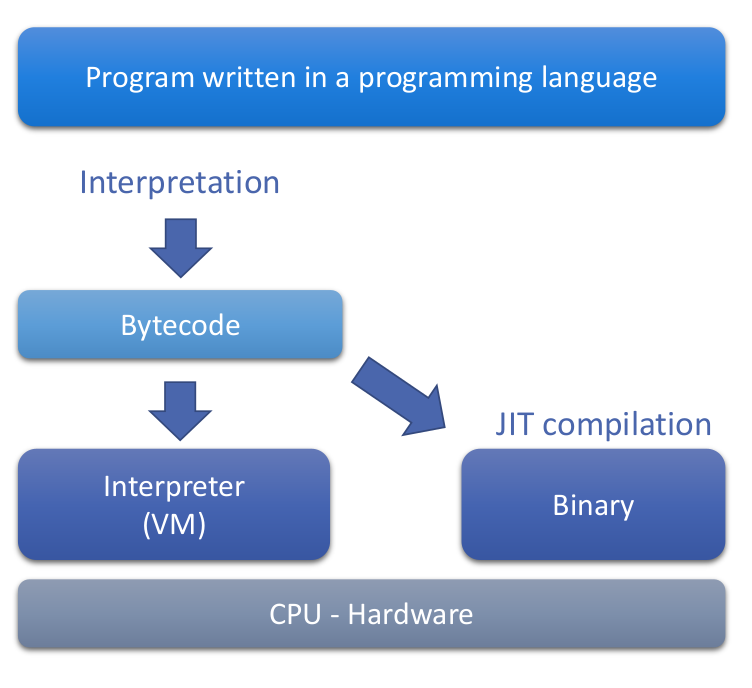 Program written in a programming language
Interpretation
Bytecode
JIT compilation
Interpreter
(VM)
Binary
CPU - Hardware